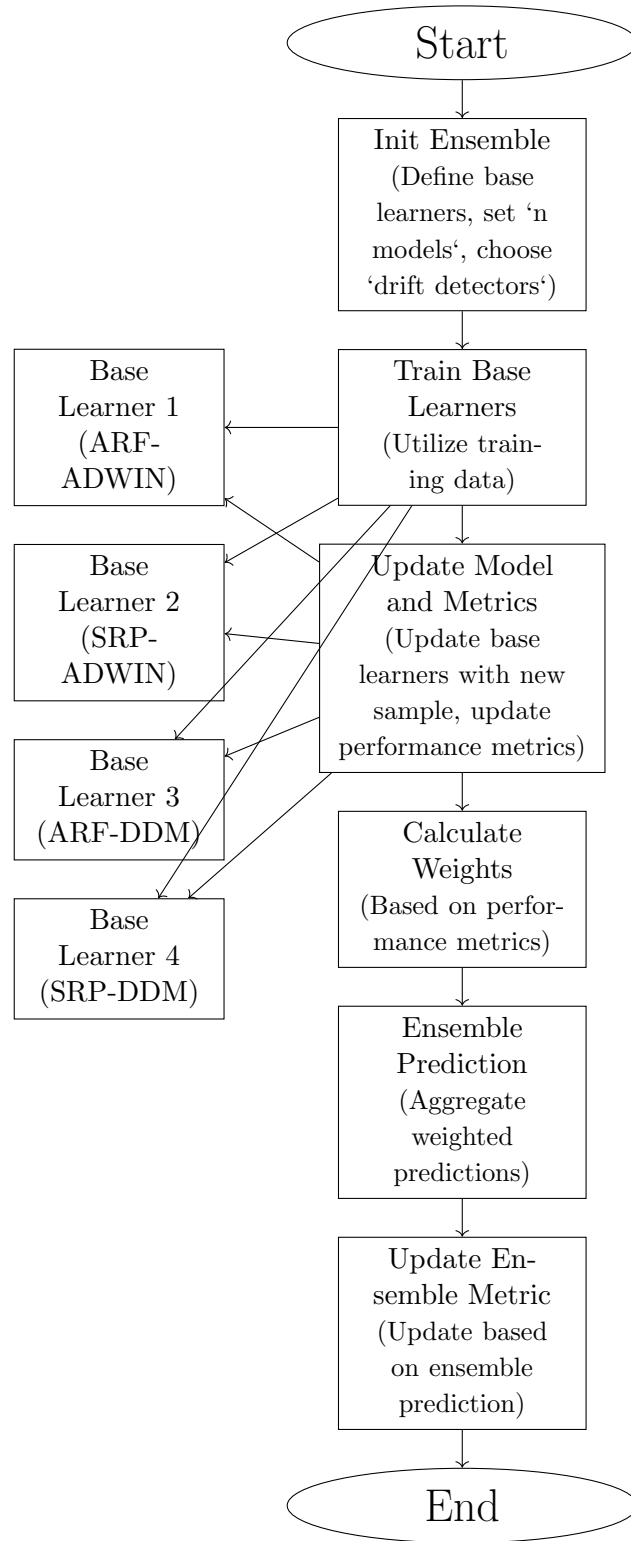 Start
Init Ensemble
(Define base
learners, set ‘n
models‘, choose
‘drift detectors‘)
Train Base
Learners
(Utilize train-
ing data)
Base
Learner 1
(ARF-
ADWIN)
Base
Learner 2
(SRP-
ADWIN)
Update Model
and Metrics
(Update base
learners with new
sample, update
performance metrics)
Base
Learner 3
(ARF-DDM)
Calculate
Weights
(Based on perfor-
mance metrics)
Base
Learner 4
(SRP-DDM)
Ensemble
Prediction
(Aggregate
weighted
predictions)
Update En-
semble Metric
(Update based
on ensemble
prediction)
End